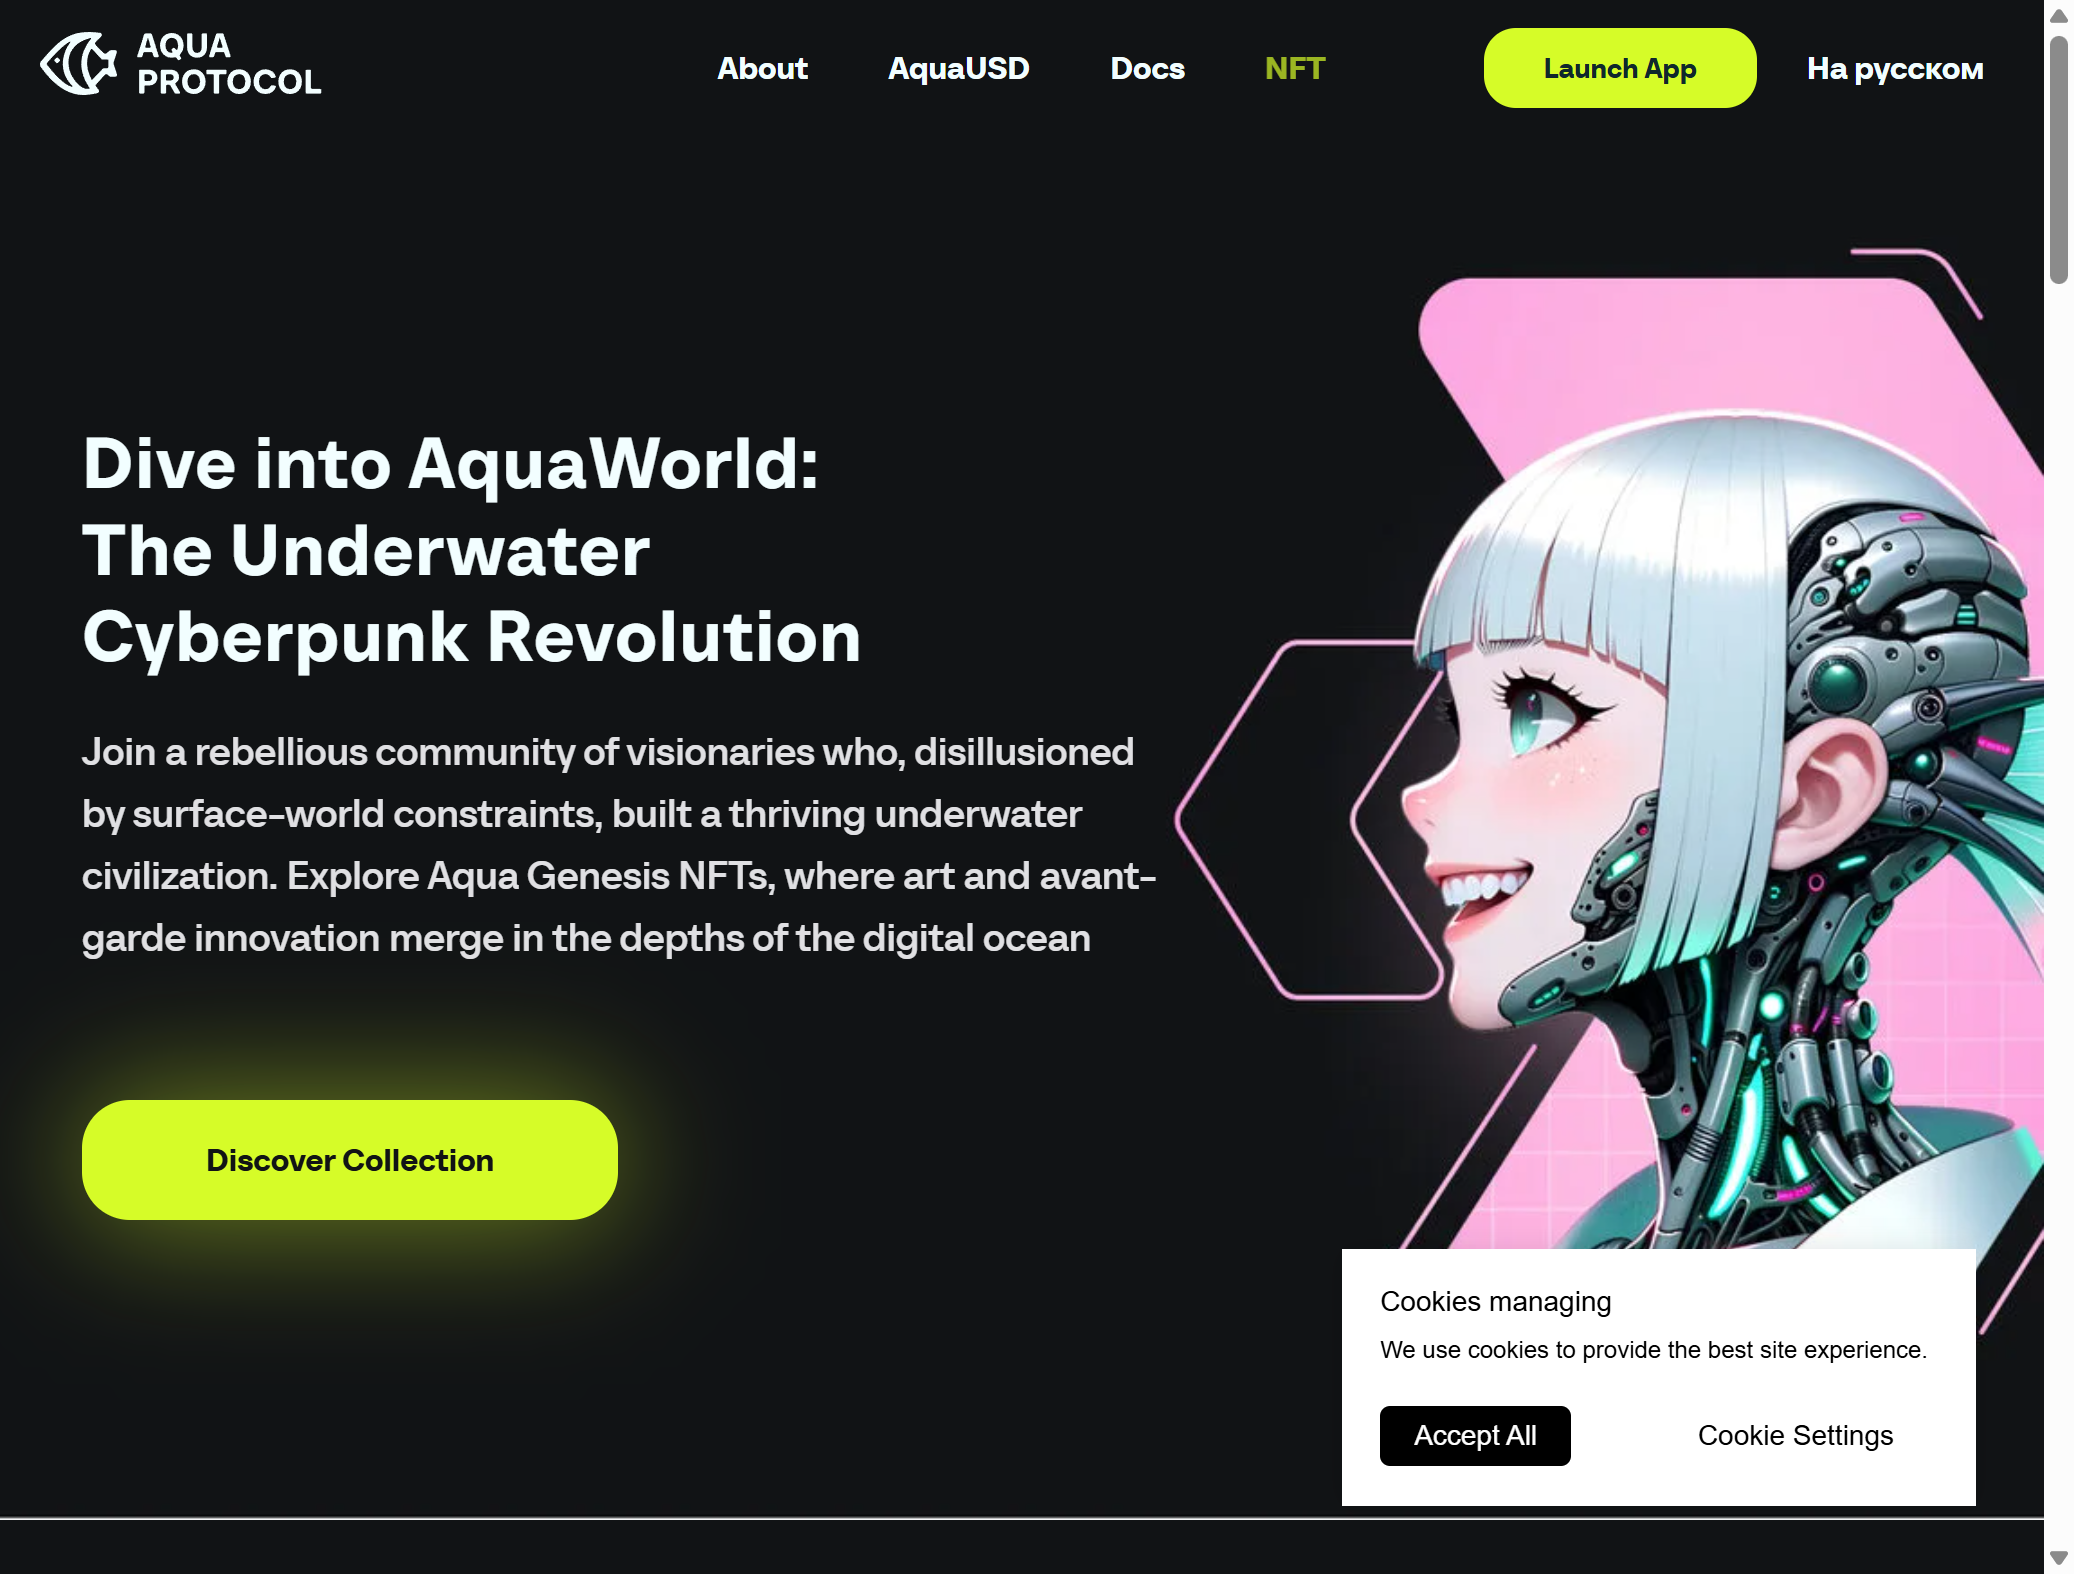 AQUA
PROTOCOL
About
AquaUSD
Docs
NFT
Launch App
На русском
Dive into AquaWorld:
The Underwater
Cyberpunk Revolution
Join a rebellious community of visionaries who, disillusioned
by surface-world constraints, built a thriving underwater
civilization. Explore Aqua Genesis NFTs, where art and avant-
garde innovation merge in the depths of the digital ocean
Discover Collection
Cookies managing
We use cookies to provide the best site experience.
Accept All
Cookie Settings